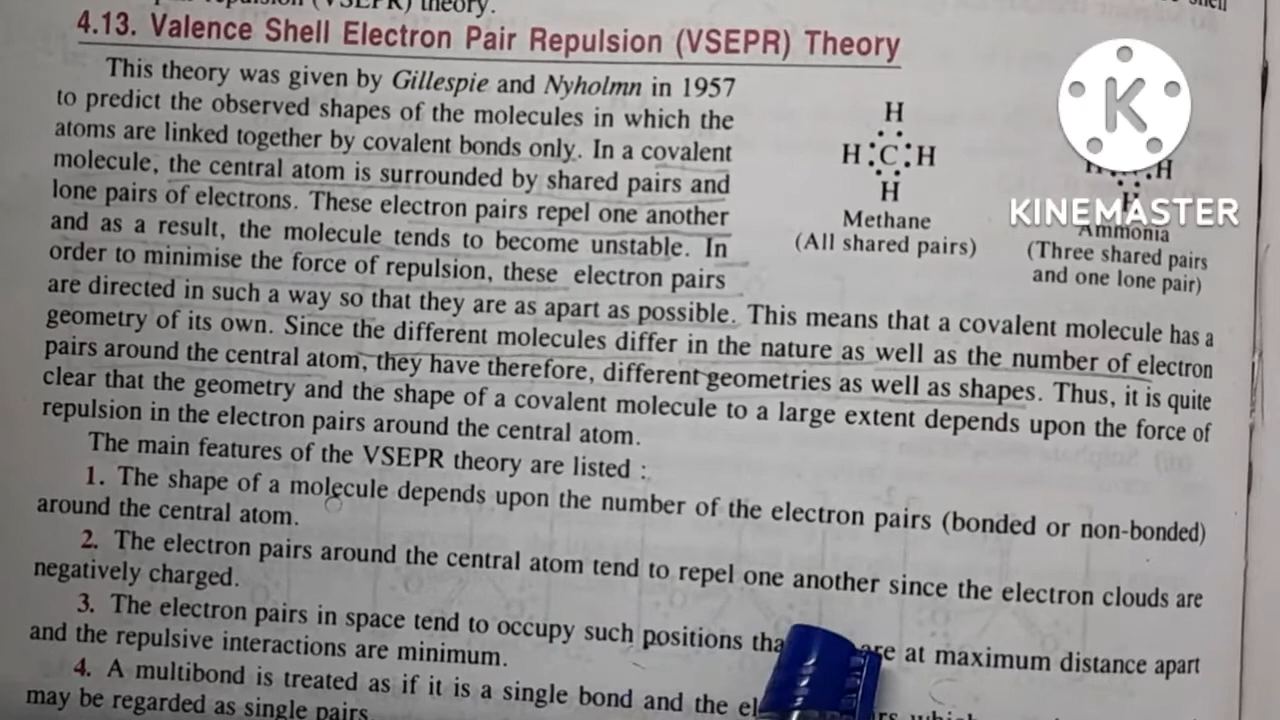 (VSEPR) theory.
4.13. Valence Shell Electron Pair Repulsion (VSEPR) Theory
This theory was given by Gillespie and Nyholmn in 1957
to predict the observed shapes of the molecules in which the
atoms are linked together by covalent bonds only. In a covalent
molecule, the central atom is surrounded by shared pairs and
lone pairs of electrons. These electron pairs repel one another
and as a result, the molecule tends to become unstable. In
order to minimise the force of repulsion, these electron pairs
H
H : C : H
H
Methane
(All shared pairs)
K
H
KINEMASTER
Ammonia
(Three shared pairs
and one lone pair)
are directed in such a way so that they are as apart as possible. This means that a covalent molecule has a
geometry of its own. Since the different molecules differ in the nature as well as the number of electron
pairs around the central atom, they have therefore, different geometries as well as shapes. Thus, it is quite
clear that the geometry and the shape of a covalent molecule to a large extent depends upon the force of
repulsion in the electron pairs around the central atom.
The main features of the VSEPR theory are listed :
1. The shape of a molecule depends upon the number of the electron pairs (bonded or non-bonded)
around the central atom.
2. The electron pairs around the central atom tend to repel one another since the electron clouds are
negatively charged.
3. The electron pairs in space tend to occupy such positions are at maximum distance apart
and the repulsive interactions are minimum.
4. A multibond is treated as if it is a single bond and the
may be regarded as single pairs.